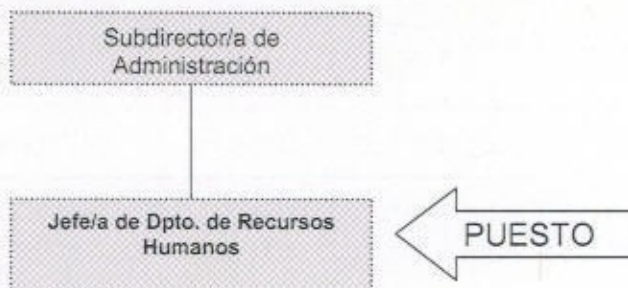 Subdirector/a de
Administración
Jefe/a de Dpto. de Recursos
Humanos
PUESTO